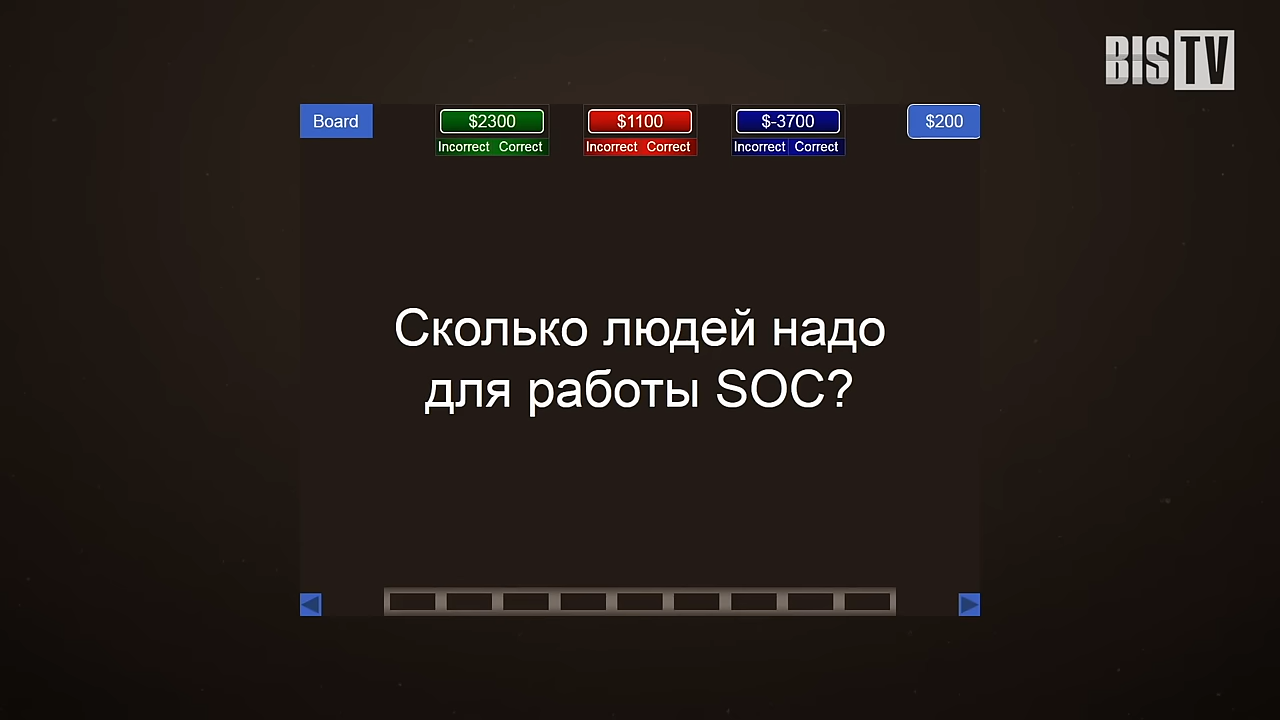 BIS TV
Board
$2300
$1100
$-3700
$200
Incorrect Correct
Incorrect Correct
Incorrect Correct
Сколько людей надо
для работы SOC?